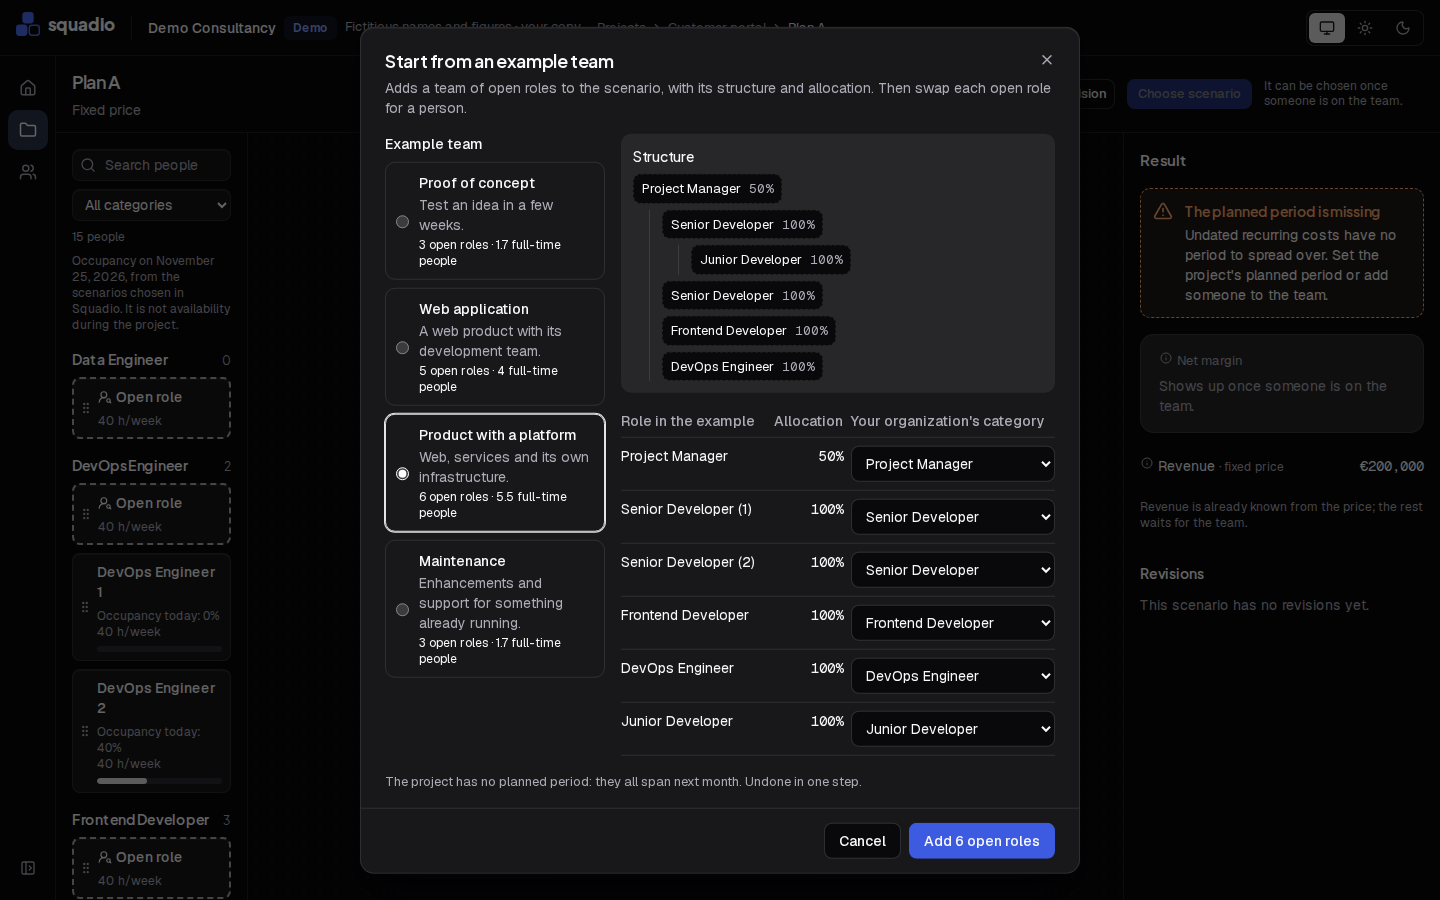 squadio
Demo Consultancy
Demo
Plan A
Fixed price
Choose scenario
It can be chosen once
someone is on the team.
Search people
All categories
15 people
Occupancy on November
25, 2026, from the
scenarios chosen in
Squadio. It is not availability
during the project.
Data Engineer 0
Open role
40 h/week
DevOps Engineer 2
Open role
40 h/week
DevOps Engineer
1
Occupancy today: 0%
40 h/week
DevOps Engineer
2
Occupancy today:
40%
40 h/week
Frontend Developer 3
Open role
40 h/week
Start from an example team
Adds a team of open roles to the scenario, with its structure and allocation. Then swap each open role
for a person.
Example team
Proof of concept
Test an idea in a few
weeks.
3 open roles · 1.7 full-time
people
Web application
A web product with its
development team.
5 open roles · 4 full-time
people
Product with a platform
Web, services and its own
infrastructure.
6 open roles · 5.5 full-time
people
Maintenance
Enhancements and
support for something
already running.
3 open roles · 1.7 full-time
people
Structure
Project Manager 50%
Senior Developer 100%
Junior Developer 100%
Senior Developer 100%
Frontend Developer 100%
DevOps Engineer 100%
Role in the example Allocation Your organization's category
Project Manager 50% Project Manager
Senior Developer (1) 100% Senior Developer
Senior Developer (2) 100% Senior Developer
Frontend Developer 100% Frontend Developer
DevOps Engineer 100% DevOps Engineer
Junior Developer 100% Junior Developer
The project has no planned period: they all span next month. Undone in one step.
Cancel
Add 6 open roles
Result
The planned period is missing
Undated recurring costs have no
period to spread over. Set the
project's planned period or add
someone to the team.
Net margin
Shows up once someone is on the
team.
Revenue · fixed price €200,000
Revenue is already known from the price; the rest
waits for the team.
Revisions
This scenario has no revisions yet.